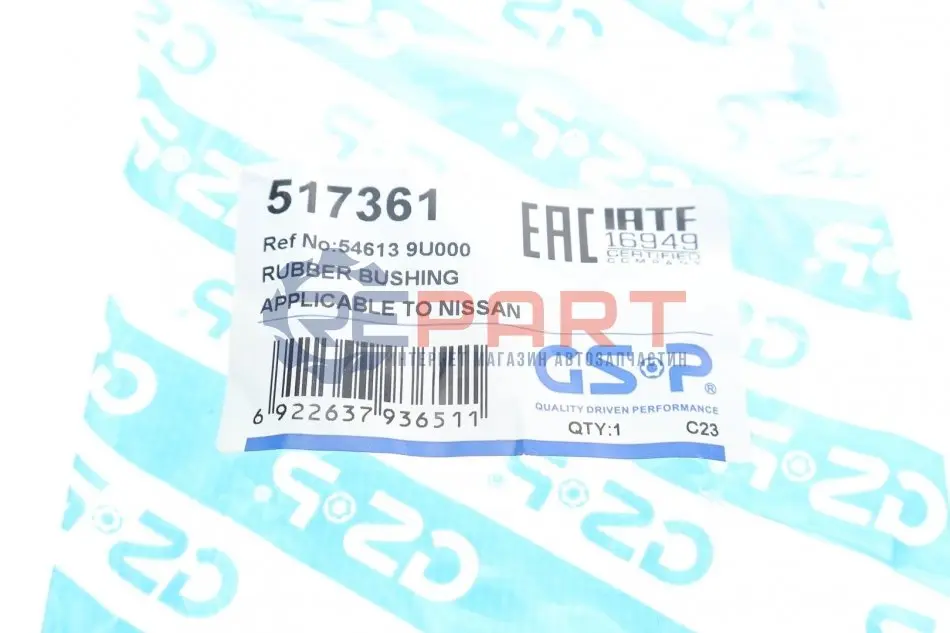 517361
Ref No:54613 9U000
RUBBER BUSHING
APPLICABLE TO NISSAN
EAC
IATF
16949
CERTIFIED
COMPANY
REPART
ИНТЕРНЕТ МАГАЗИН АВТОЗАПЧАСТИН
6 922637 936511
GSP®
QUALITY DRIVEN PERFORMANCE
QTY:1 C23